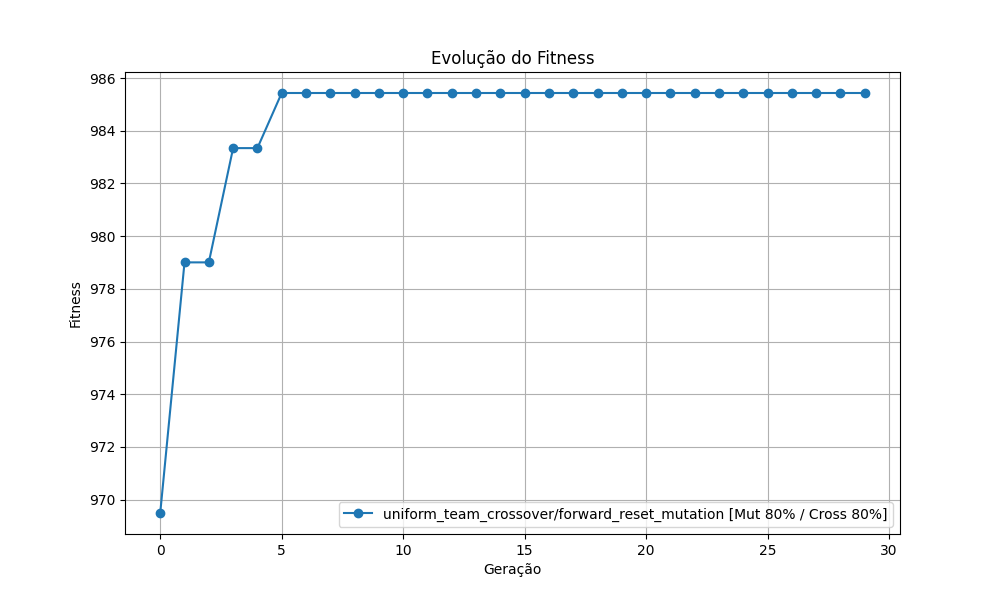 Evolução do Fitness
Fitness
986
984
982
980
978
976
974
972
970
uniform_team_crossover/forward_reset_mutation [Mut 80% / Cross 80%]
0 5 10 15 20 25 30
Geração